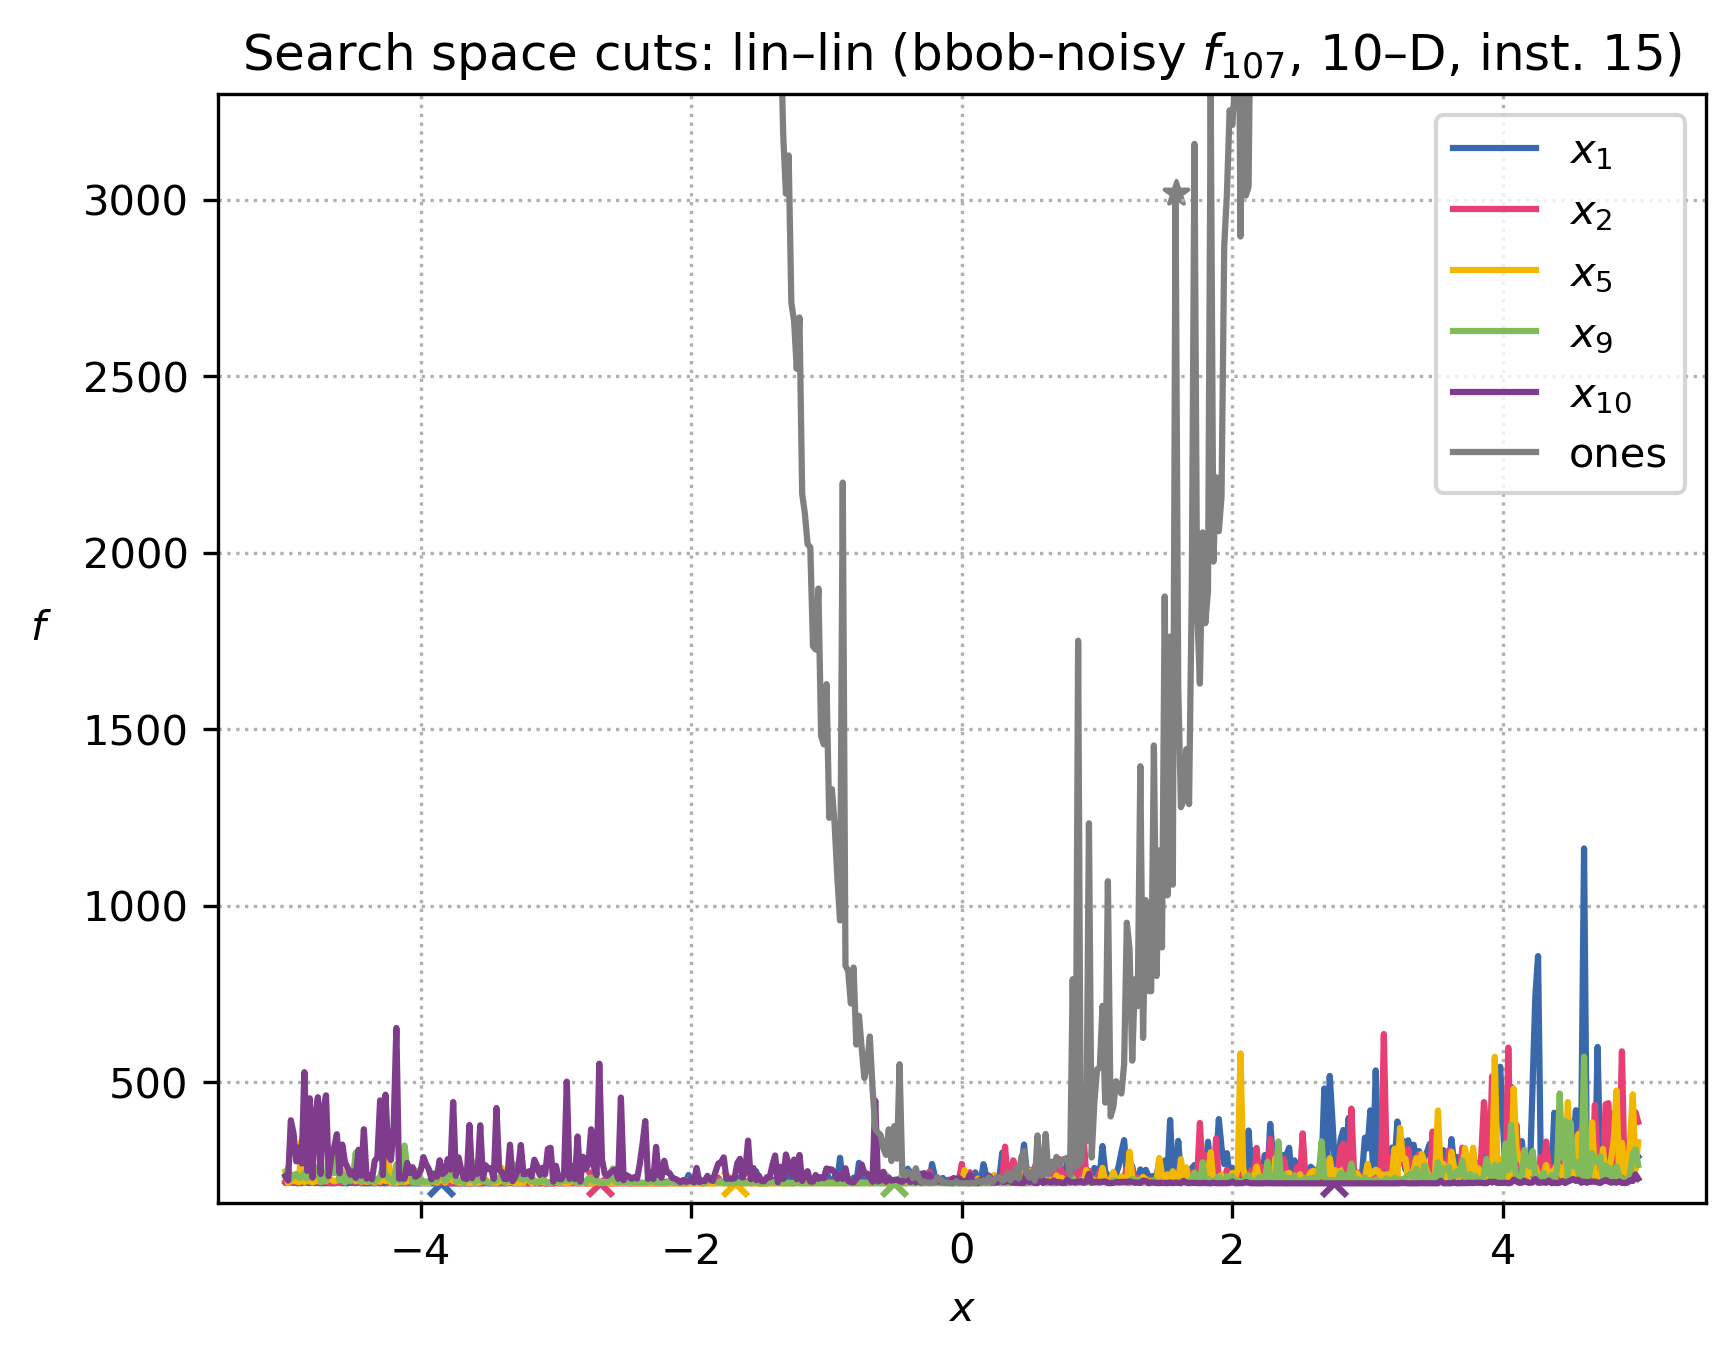 Search space cuts: lin–lin (bbob-noisy f₁₀₇, 10–D, inst. 15)
x₁
x₂
x₅
x₉
x₁₀
ones
3000
2500
2000
1500
1000
500
f
−4
−2
0
2
4
x